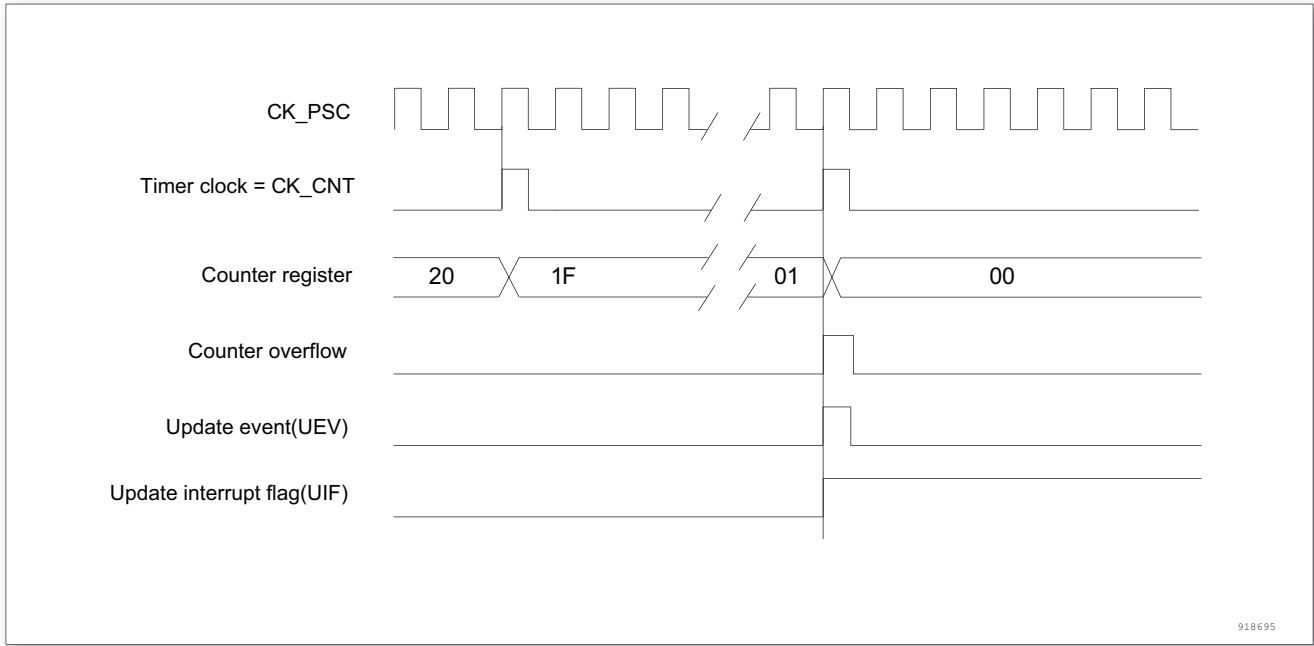 CK_PSC
Timer clock = CK_CNT
Counter register 20 1F 01 00
Counter overflow
Update event(UEV)
Update interrupt flag(UIF)
918695